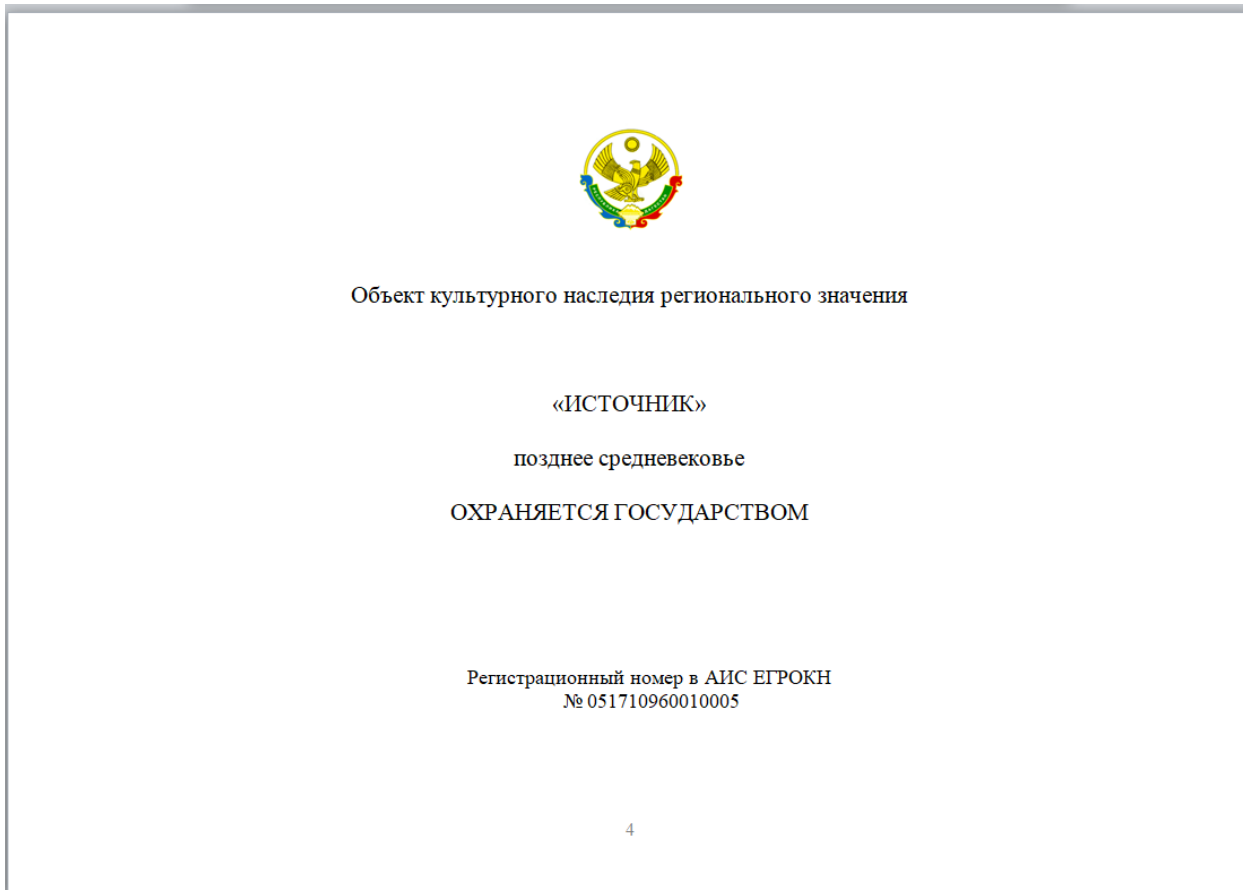 Объект культурного наследия регионального значения
«ИСТОЧНИК»
позднее средневековье
ОХРАНЯЕТСЯ ГОСУДАРСТВОМ
Регистрационный номер в АИС ЕГРОКН
№ 051710960010005
4